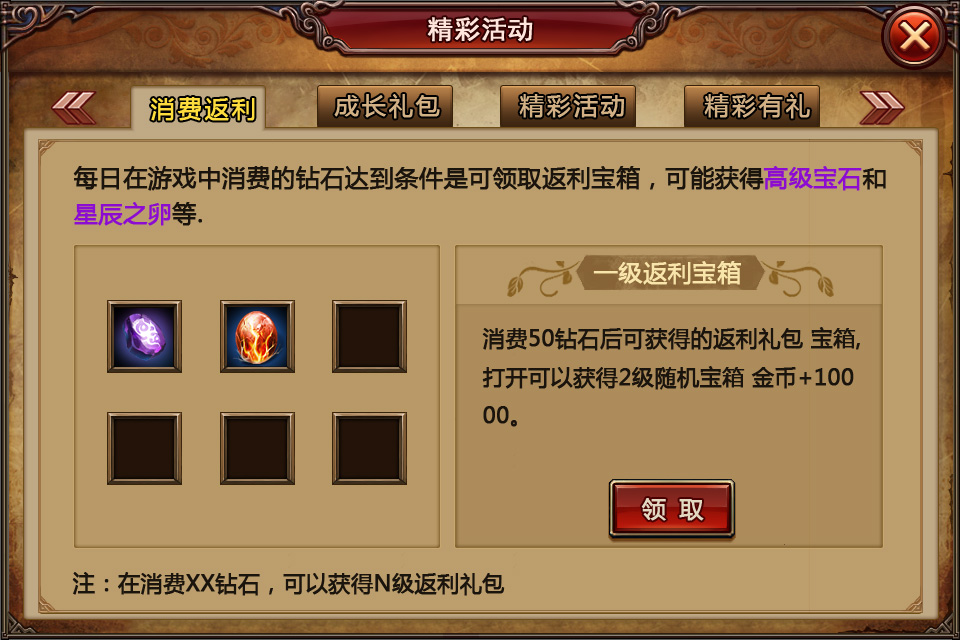 精彩活动
消费返利
成长礼包
精彩活动
精彩有礼
每日在游戏中消费的钻石达到条件是可领取返利宝箱，可能获得高级宝石和
星辰之卵等.
一级返利宝箱
消费50钻石后可获得的返利礼包 宝箱,
打开可以获得2级随机宝箱 金币+100
00。
领 取
注：在消费XX钻石，可以获得N级返利礼包